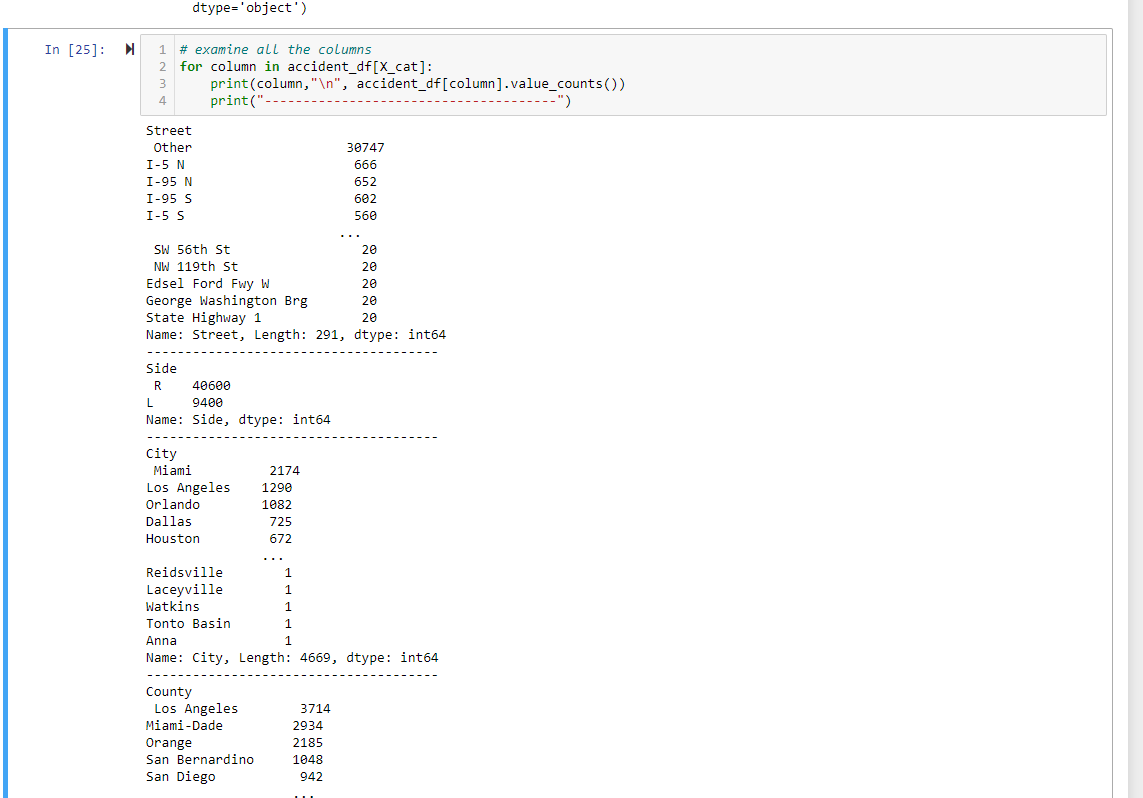 dtype='object')
In [25]:
1 # examine all the columns
2 for column in accident_df[X_cat]:
3     print(column,"\n", accident_df[column].value_counts())
4     print("--------------------------------------")
Street
 Other                   30747
I-5 N                      666
I-95 N                     652
I-95 S                     602
I-5 S                      560
                         ...
 SW 56th St                 20
 NW 119th St                20
Edsel Ford Fwy W            20
George Washington Brg       20
State Highway 1             20
Name: Street, Length: 291, dtype: int64
--------------------------------------
Side
 R    40600
L     9400
Name: Side, dtype: int64
--------------------------------------
City
 Miami          2174
Los Angeles    1290
Orlando        1082
Dallas          725
Houston         672
               ...
Reidsville        1
Laceyville        1
Watkins           1
Tonto Basin       1
Anna              1
Name: City, Length: 4669, dtype: int64
--------------------------------------
County
 Los Angeles        3714
Miami-Dade         2934
Orange             2185
San Bernardino     1048
San Diego           942
                   ...